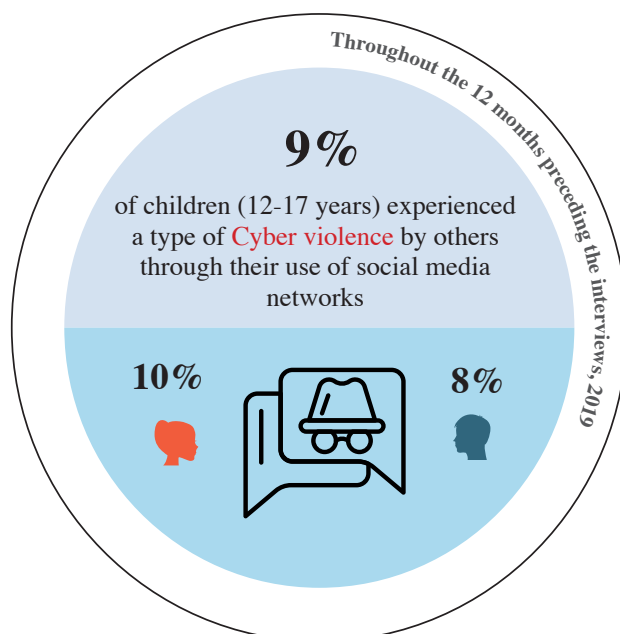 Throughout the 12 months preceding the interviews, 2019
9%
of children (12-17 years) experienced
a type of Cyber violence by others
through their use of social media
networks
10%
8%